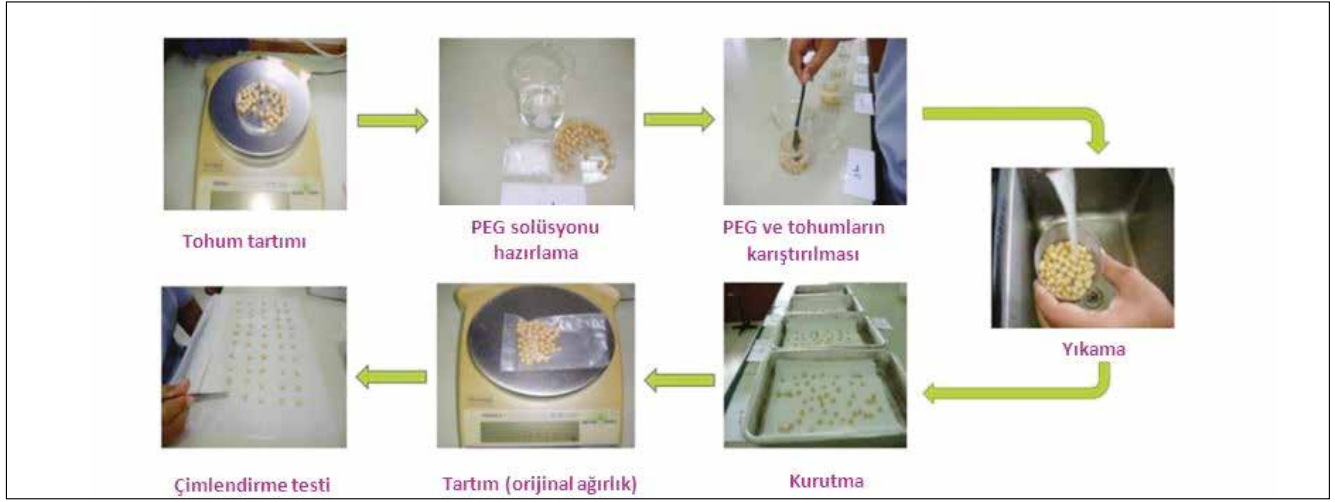 Tohum tartımı
PEG solüsyonu
hazırlama
PEG ve tohumların
karıştırılması
Yıkama
Kurutma
Tartım (orijinal ağırlık)
Çimlendirme testi